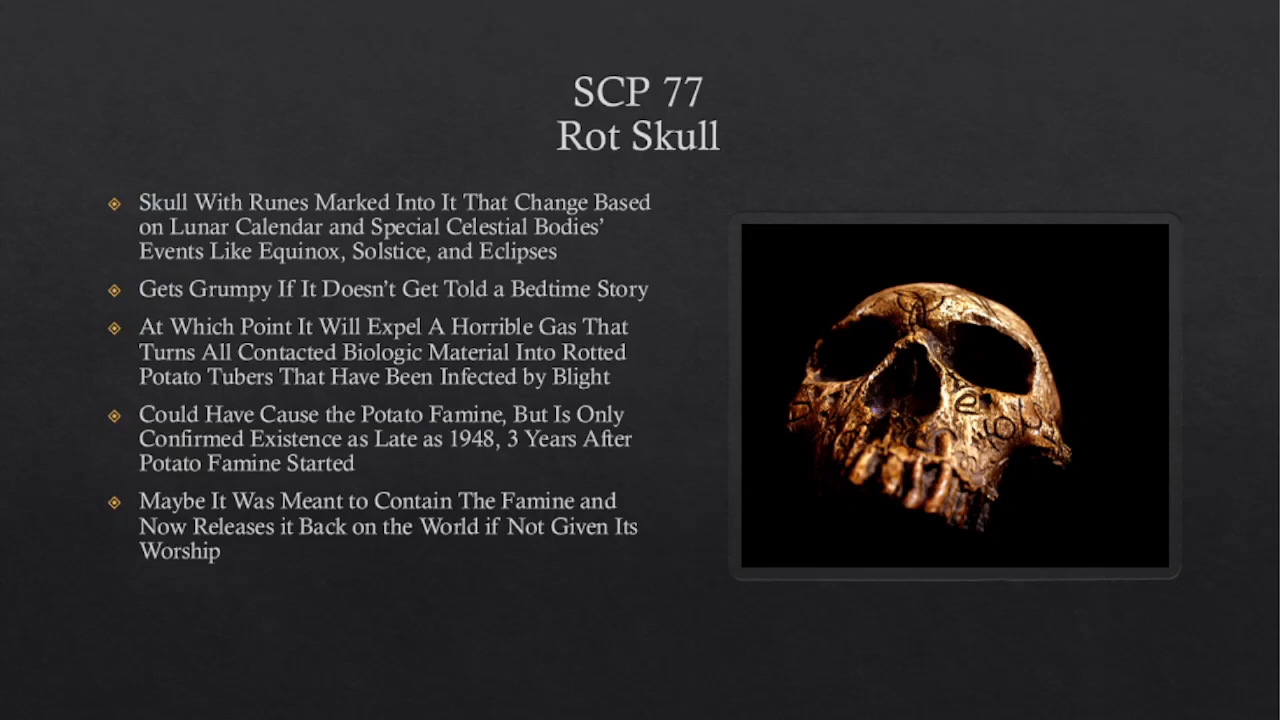 SCP 77
Rot Skull
Skull With Runes Marked Into It That Change Based
on Lunar Calendar and Special Celestial Bodies’
Events Like Equinox, Solstice, and Eclipses
Gets Grumpy If It Doesn’t Get Told a Bedtime Story
At Which Point It Will Expel A Horrible Gas That
Turns All Contacted Biologic Material Into Rotted
Potato Tubers That Have Been Infected by Blight
Could Have Cause the Potato Famine, But Is Only
Confirmed Existence as Late as 1948, 3 Years After
Potato Famine Started
Maybe It Was Meant to Contain The Famine and
Now Releases it Back on the World if Not Given Its
Worship